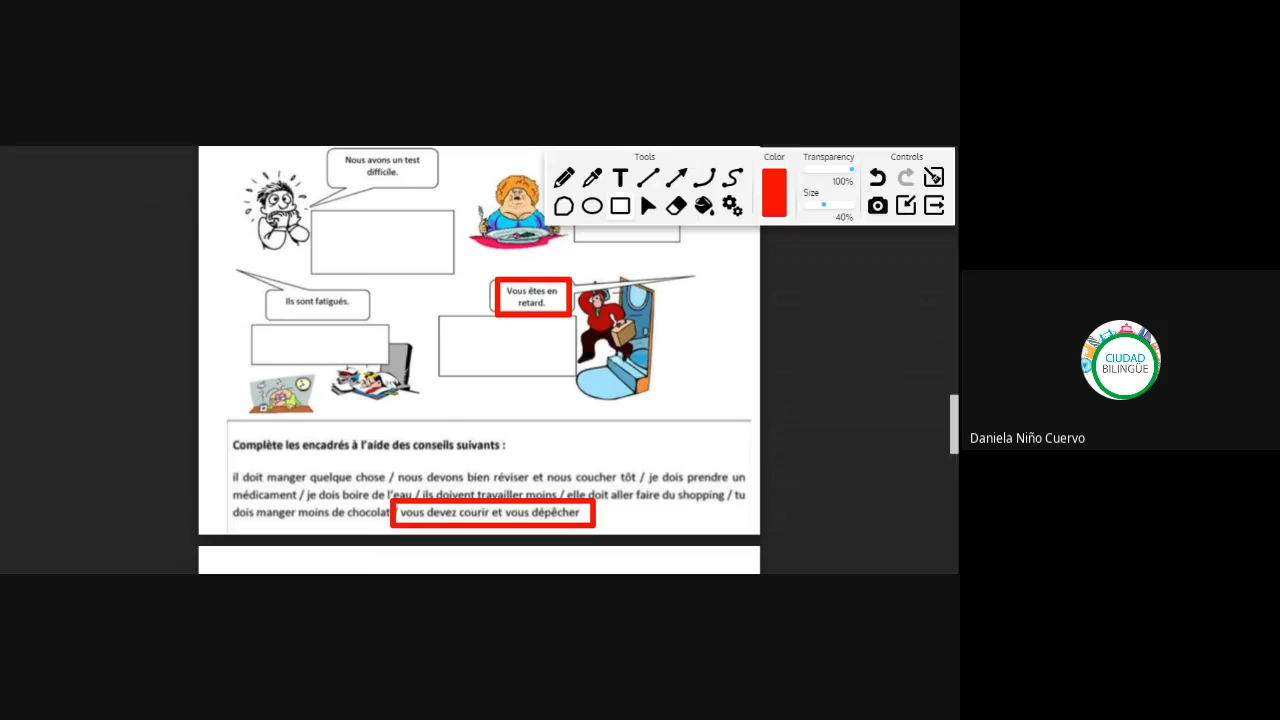 Nous avons un test
difficile.
Tools
Color
Transparency
Controls
100%
Size
40%
Ils sont fatigués.
Vous êtes en
retard.
Complète les encadrés à l'aide des conseils suivants :
il doit manger quelque chose / nous devons bien réviser et nous coucher tôt / je dois prendre un
médicament / je dois boire de l'eau / ils doivent travailler moins / elle doit aller faire du shopping / tu
dois manger moins de chocolat / vous devez courir et vous dépêcher
CIUDAD
BILINGÜE
Daniela Niño Cuervo